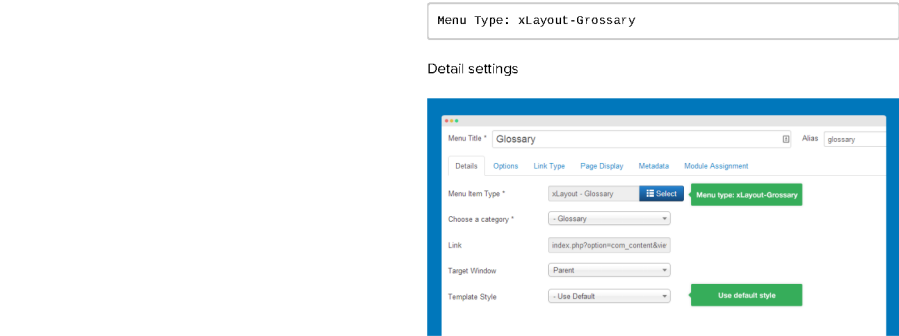 Menu Type: xLayout-Grossary
Detail settings
Menu Title * Glossary Alias glossary
Details Options Link Type Page Display Metadata Module Assignment
Menu Item Type * xLayout - Glossary Select Menu type: xLayout-Grossary
Choose a category * - Glossary
Link index.php?option=com_content&vie
Target Window Parent
Template Style - Use Default Use default style